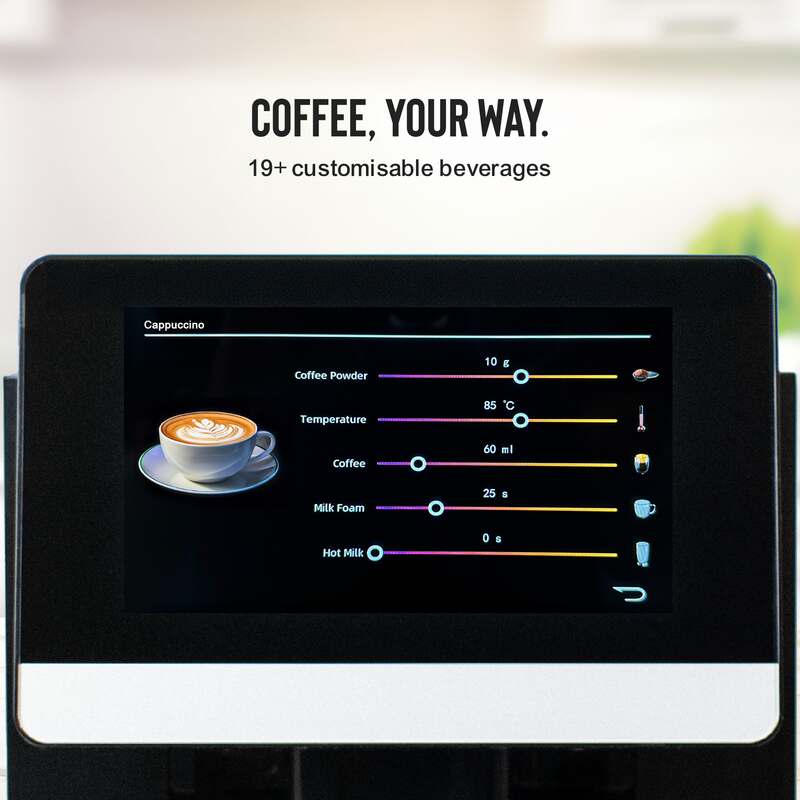 COFFEE, YOUR WAY.
19+ customisable beverages
Cappuccino
10 g
Coffee Powder
85 °C
Temperature
60 ml
Coffee
25 s
Milk Foam
0 s
Hot Milk